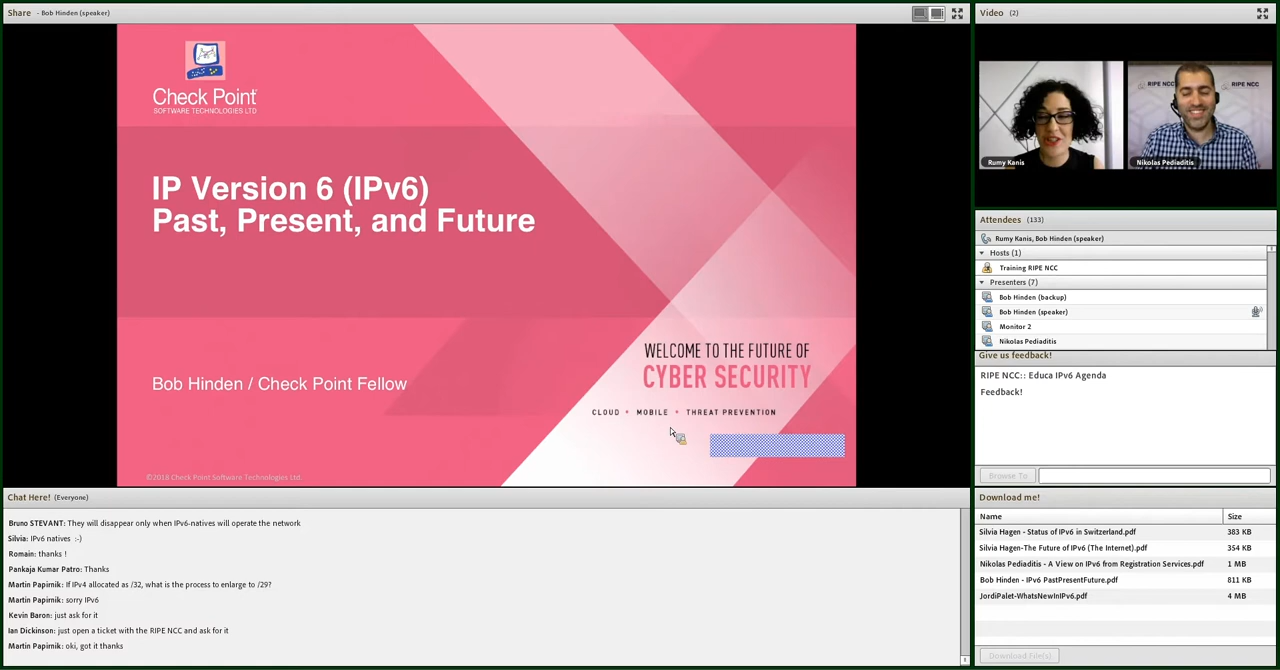 Share - Bob Hinden (speaker)
Check Point
SOFTWARE TECHNOLOGIES LTD
IP Version 6 (IPv6)
Past, Present, and Future
Bob Hinden / Check Point Fellow
WELCOME TO THE FUTURE OF
CYBER SECURITY
CLOUD • MOBILE • THREAT PREVENTION
©2018 Check Point Software Technologies Ltd.
Video (2)
RIPE NCC
RIPE NCC
Rumy Kanis
Nikolas Pediaditis
Attendees (133)
Rumy Kanis, Bob Hinden (speaker)
Hosts (1)
Training RIPE NCC
Presenters (7)
Bob Hinden (backup)
Bob Hinden (speaker)
Monitor 2
Nikolas Pediaditis
Give us feedback!
RIPE NCC:: Educa IPv6 Agenda
Feedback!
Browse To
Chat Here! (Everyone)
Bruno STEVANT: They will disappear only when IPv6-natives will operate the network
Silvia: IPv6 natives :-)
Romain: thanks !
Pankaja Kumar Patro: Thanks
Martin Papirnik: If IPv4 allocated as /32, what is the process to enlarge to /29?
Martin Papirnik: sorry IPv6
Kevin Baron: just ask for it
Ian Dickinson: just open a ticket with the RIPE NCC and ask for it
Martin Papirnik: oki, got it thanks
Download me!
Name Size
Silvia Hagen - Status of IPv6 in Switzerland.pdf 383 KB
Silvia Hagen-The Future of IPv6 (The Internet).pdf 354 KB
Nikolas Pediaditis - A View on IPv6 from Registration Services.pdf 1 MB
Bob Hinden - IPv6 PastPresentFuture.pdf 811 KB
JordiPalet-WhatsNewInIPv6.pdf 4 MB
Download File(s)